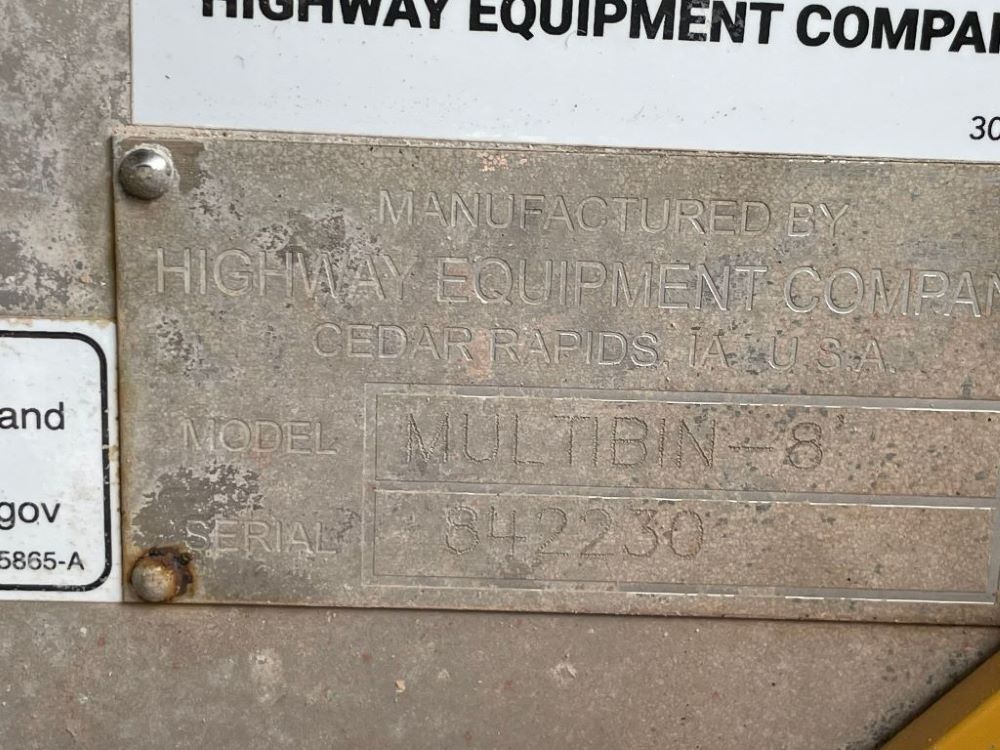 HIGHWAY EQUIPMENT COMPA
30
MANUFACTURED BY
HIGHWAY EQUIPMENT COMPAN
CEDAR RAPIDS, IA U.S.A.
and
MODEL MULTIBIN-8'
gov
SERIAL 842230
5865-A